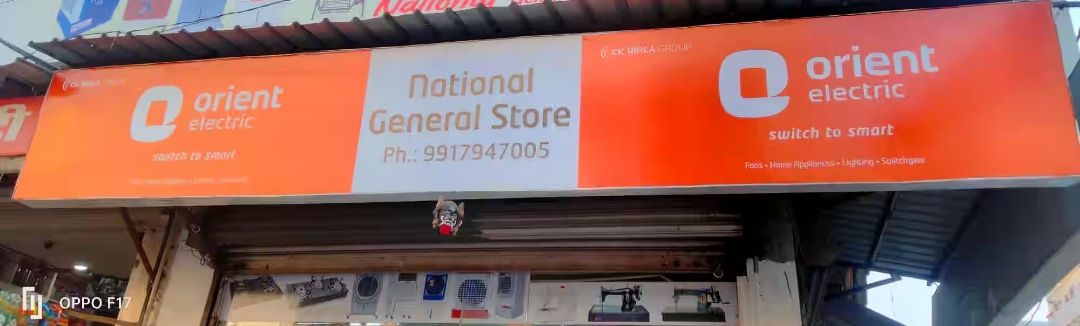 National
CK BIRLA GROUP
orient
electric
switch to smart
National
General Store
Ph.: 9917947005
CK BIRLA GROUP
orient
electric
switch to smart
Fans • Home Appliances • Lighting • Switchgear
OPPO F17